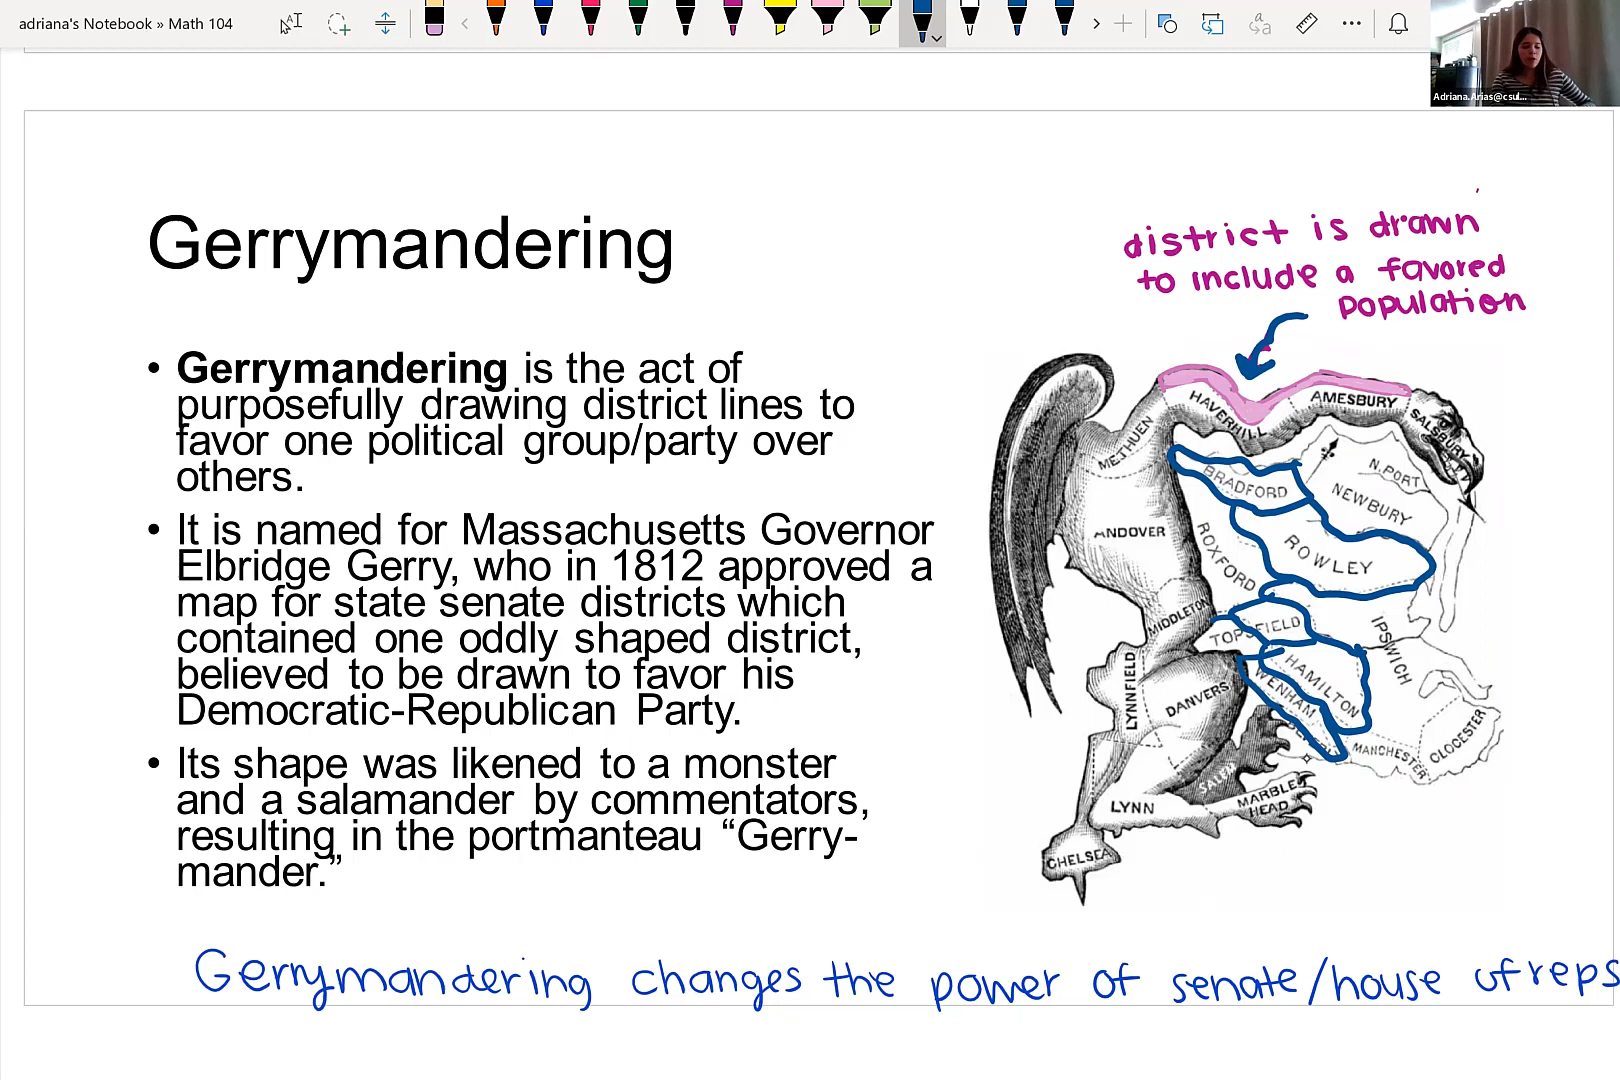 adriana's Notebook » Math 104
Adriana.Arias@csul...
Gerrymandering
district is drawn
to include a favored
population
• Gerrymandering is the act of
purposefully drawing district lines to
favor one political group/party over
others.
• It is named for Massachusetts Governor
Elbridge Gerry, who in 1812 approved a
map for state senate districts which
contained one oddly shaped district,
believed to be drawn to favor his
Democratic-Republican Party.
• Its shape was likened to a monster
and a salamander by commentators,
resulting in the portmanteau “Gerry-
mander.”
HAVERHILL
AMESBURY
SALSBURY
METHUEN
BRADFORD
N.PORT
NEWBURY
ANDOVER
ROXFORD
ROWLEY
MIDDLETON
TOPSFIELD
IPSWICH
HAMILTON
WENHAM
LYNNFIELD
DANVERS
MANCHESTER
GLOCESTER
SALEM
LYNN
MARBLE
HEAD
CHELSEA
Gerrymandering changes the power of senate/house of reps